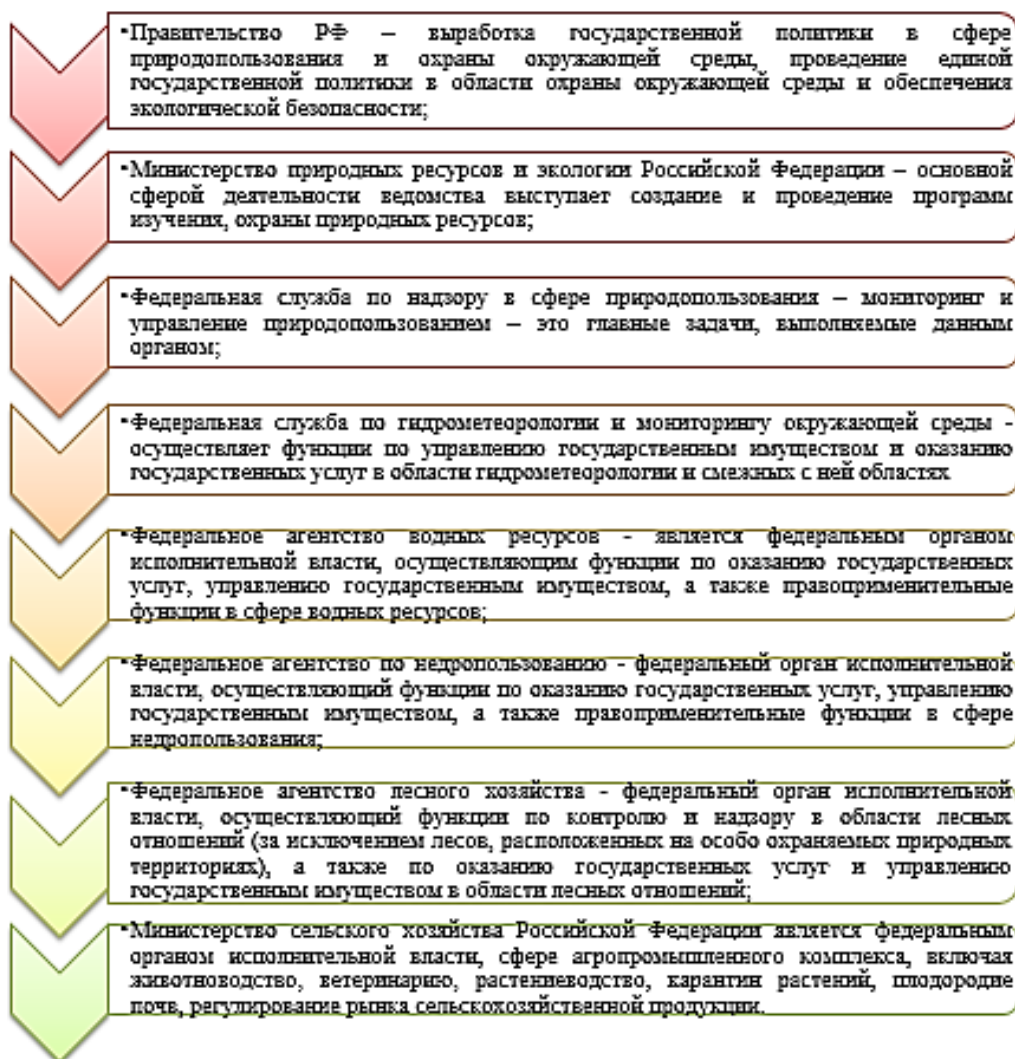 •Правительство РФ – выработка государственной политики в сфере
природопользования и охраны окружающей среды, проведение единой
государственной политики в области охраны окружающей среды и обеспечения
экологической безопасности;
•Министерство природных ресурсов и экологии Российской Федерации – основной
сферой деятельности ведомства выступает создание и проведение программ
изучения, охраны природных ресурсов;
•Федеральная служба по надзору в сфере природопользования – мониторинг и
управление природопользованием – это главные задачи, выполняемые данным
органом;
•Федеральная служба по гидрометеорологии и мониторингу окружающей среды -
осуществляет функции по управлению государственным имуществом и оказанию
государственных услуг в области гидрометеорологии и смежных с ней областях
•Федеральное агентство водных ресурсов - является федеральным органом
исполнительной власти, осуществляющим функции по оказанию государственных
услуг, управлению государственным имуществом, а также правоприменительные
функции в сфере водных ресурсов;
•Федеральное агентство по недропользованию - федеральный орган исполнительной
власти, осуществляющий функции по оказанию государственных услуг, управлению
государственным имуществом, а также правоприменительные функции в сфере
недропользования;
•Федеральное агентство лесного хозяйства - федеральный орган исполнительной
власти, осуществляющий функции по контролю и надзору в области лесных
отношений (за исключением лесов, расположенных на особо охраняемых природных
территориях), а также по оказанию государственных услуг и управлению
государственным имуществом в области лесных отношений;
•Министерство сельского хозяйства Российской Федерации является федеральным
органом исполнительной власти, сфере агропромышленного комплекса, включая
животноводство, ветеринарию, растениеводство, карантин растений, плодородие
почв, регулирование рынка сельскохозяйственной продукции.